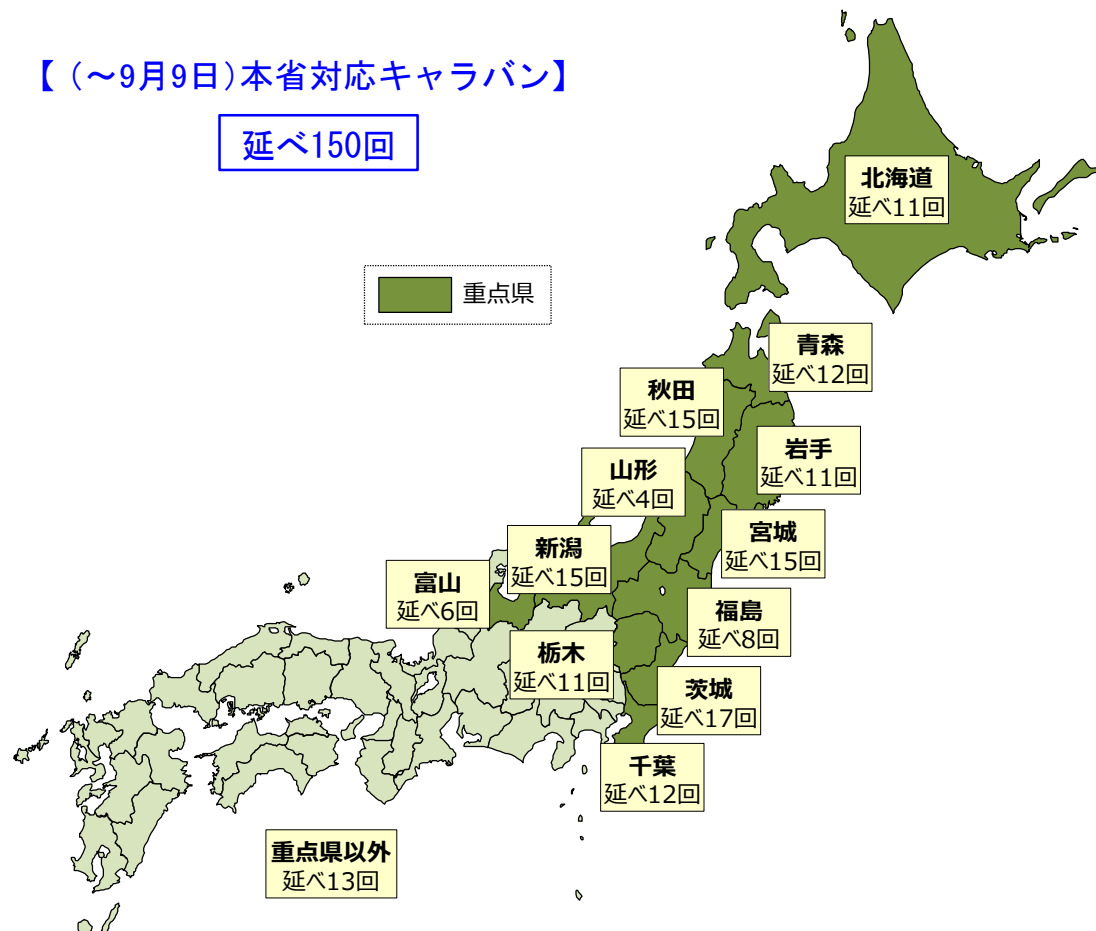 【（～9月9日）本省対応キャラバン】
延べ150回
北海道
延べ11回
重点県
青森
延べ12回
秋田
延べ15回
岩手
延べ11回
山形
延べ4回
宮城
延べ15回
新潟
延べ15回
富山
延べ6回
福島
延べ8回
栃木
延べ11回
茨城
延べ17回
千葉
延べ12回
重点県以外
延べ13回